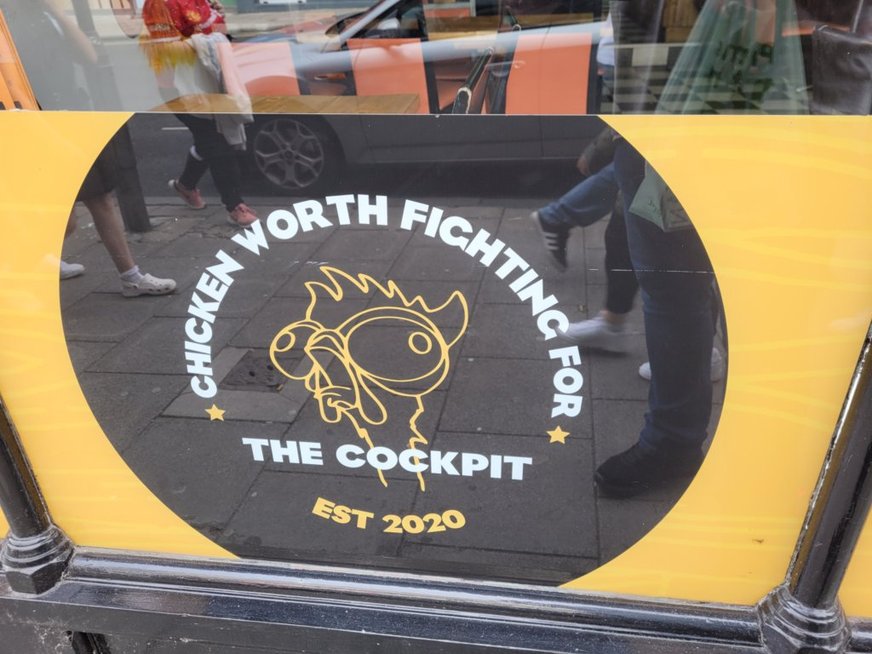 CHICKEN WORTH FIGHTING FOR
THE COCKPIT
EST 2020